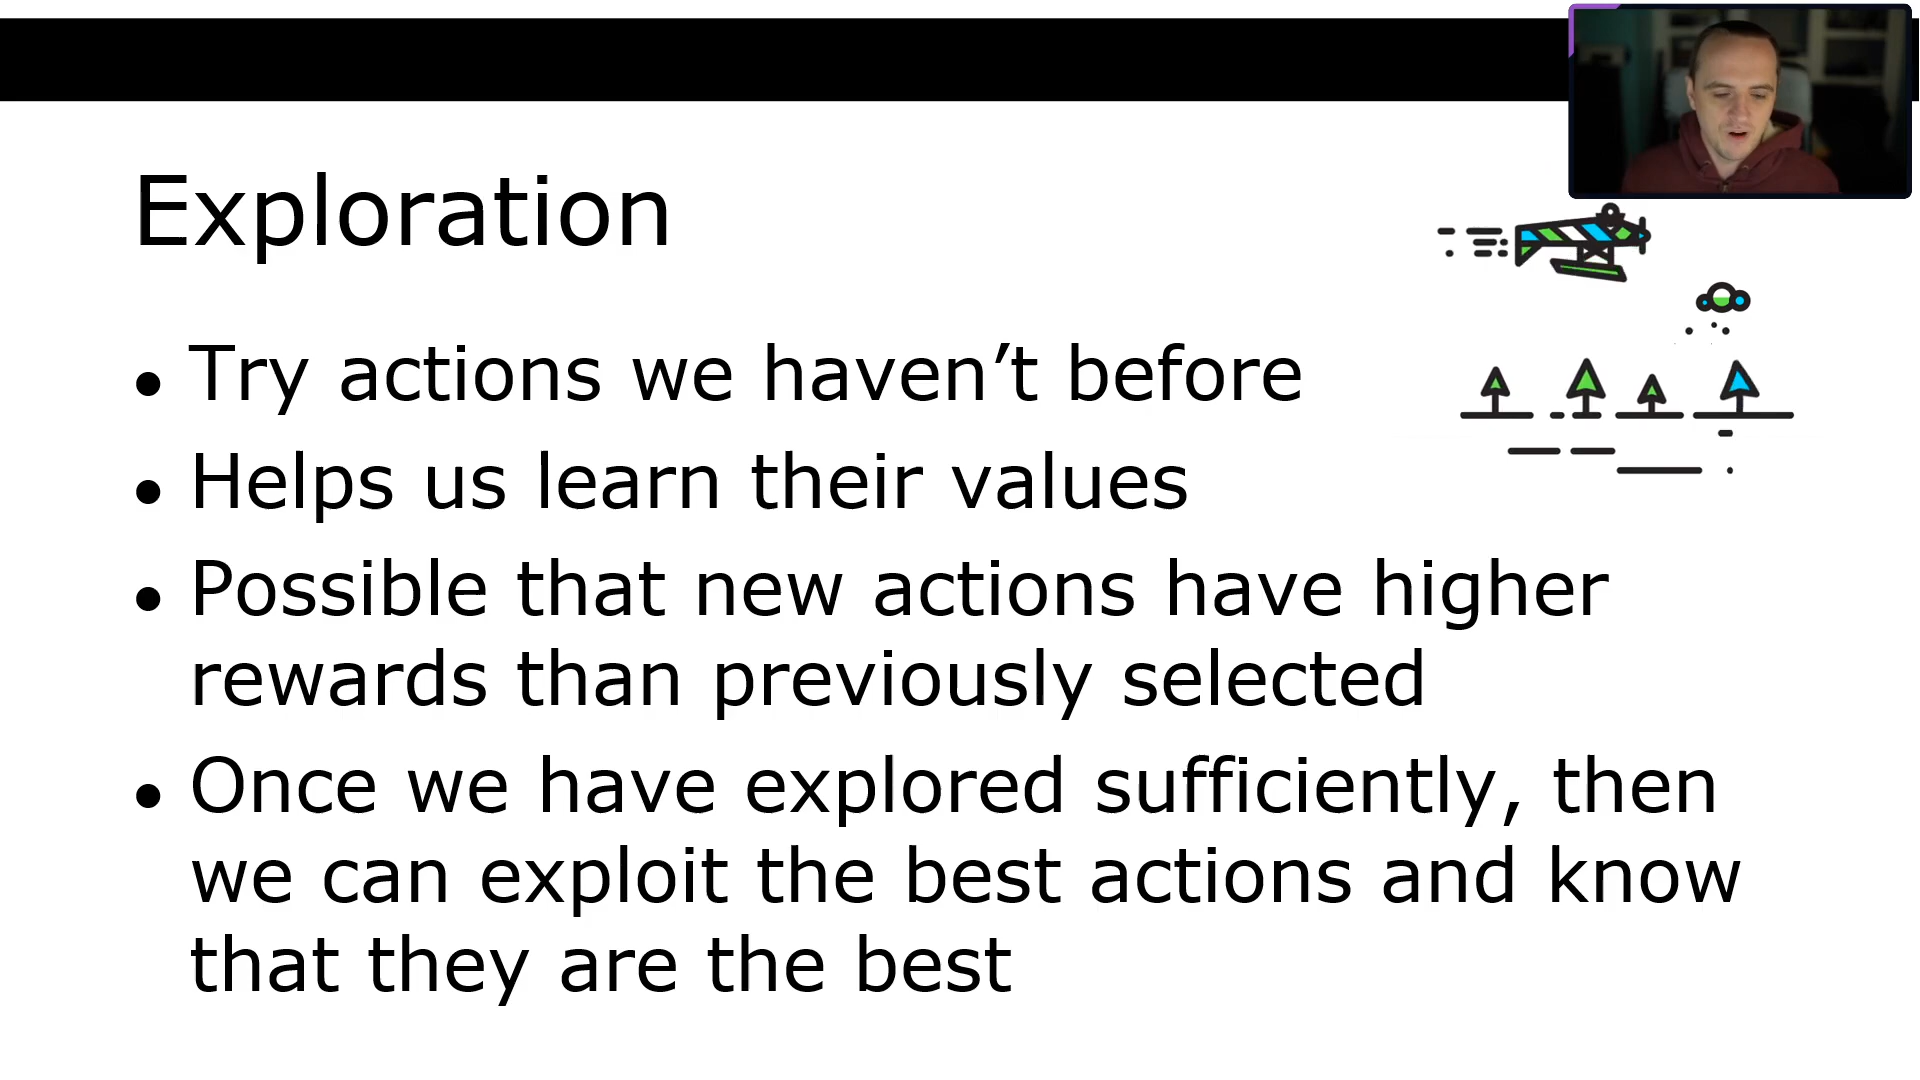 Exploration
Try actions we haven’t before
Helps us learn their values
Possible that new actions have higher
rewards than previously selected
Once we have explored sufficiently, then
we can exploit the best actions and know
that they are the best